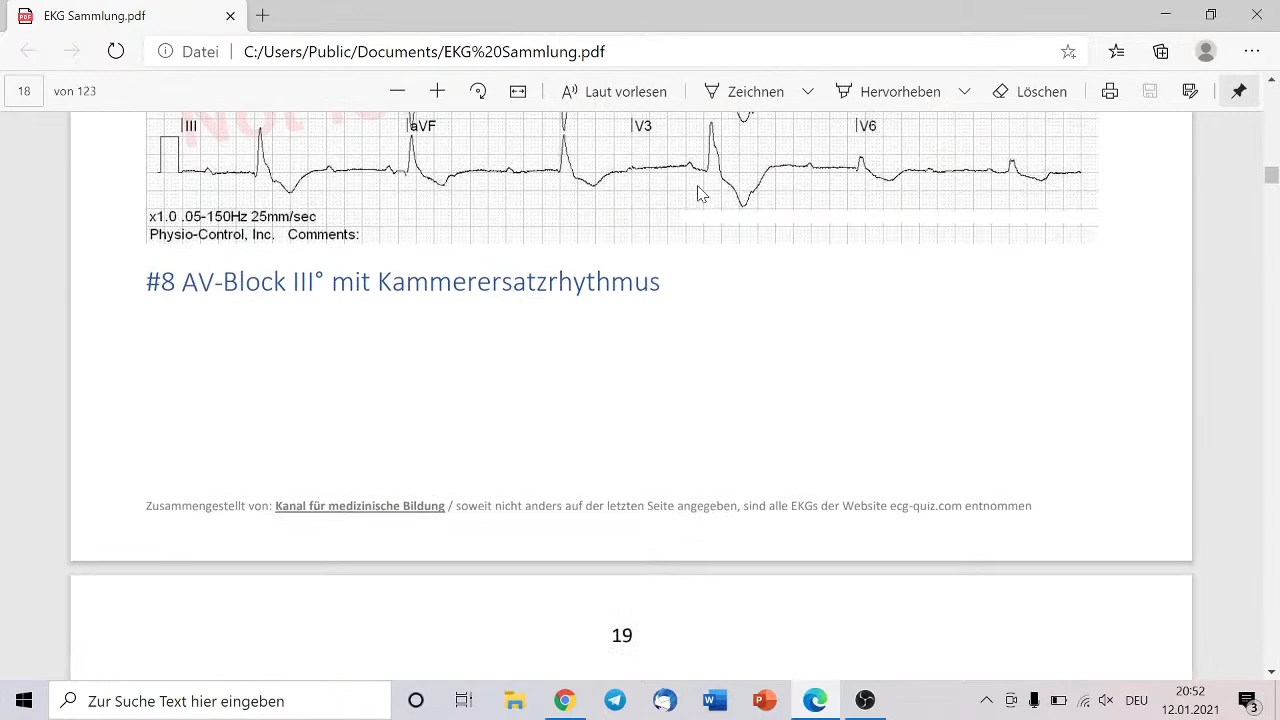 EKG Sammlung.pdf
Datei C:/Users/Public/Documents/EKG%20Sammlung.pdf
18 von 123 Laut vorlesen Zeichnen Hervorheben Löschen
III aVF V3 V6
x1.0 .05-150Hz 25mm/sec
Physio-Control, Inc. Comments:
#8 AV-Block III° mit Kammerersatzrhythmus
Zusammengestellt von: Kanal für medizinische Bildung / soweit nicht anders auf der letzten Seite angegeben, sind alle EKGs der Website ecg-quiz.com entnommen
19
Zur Suche Text hier eingeben
DEU
20:52
12.01.2021
3